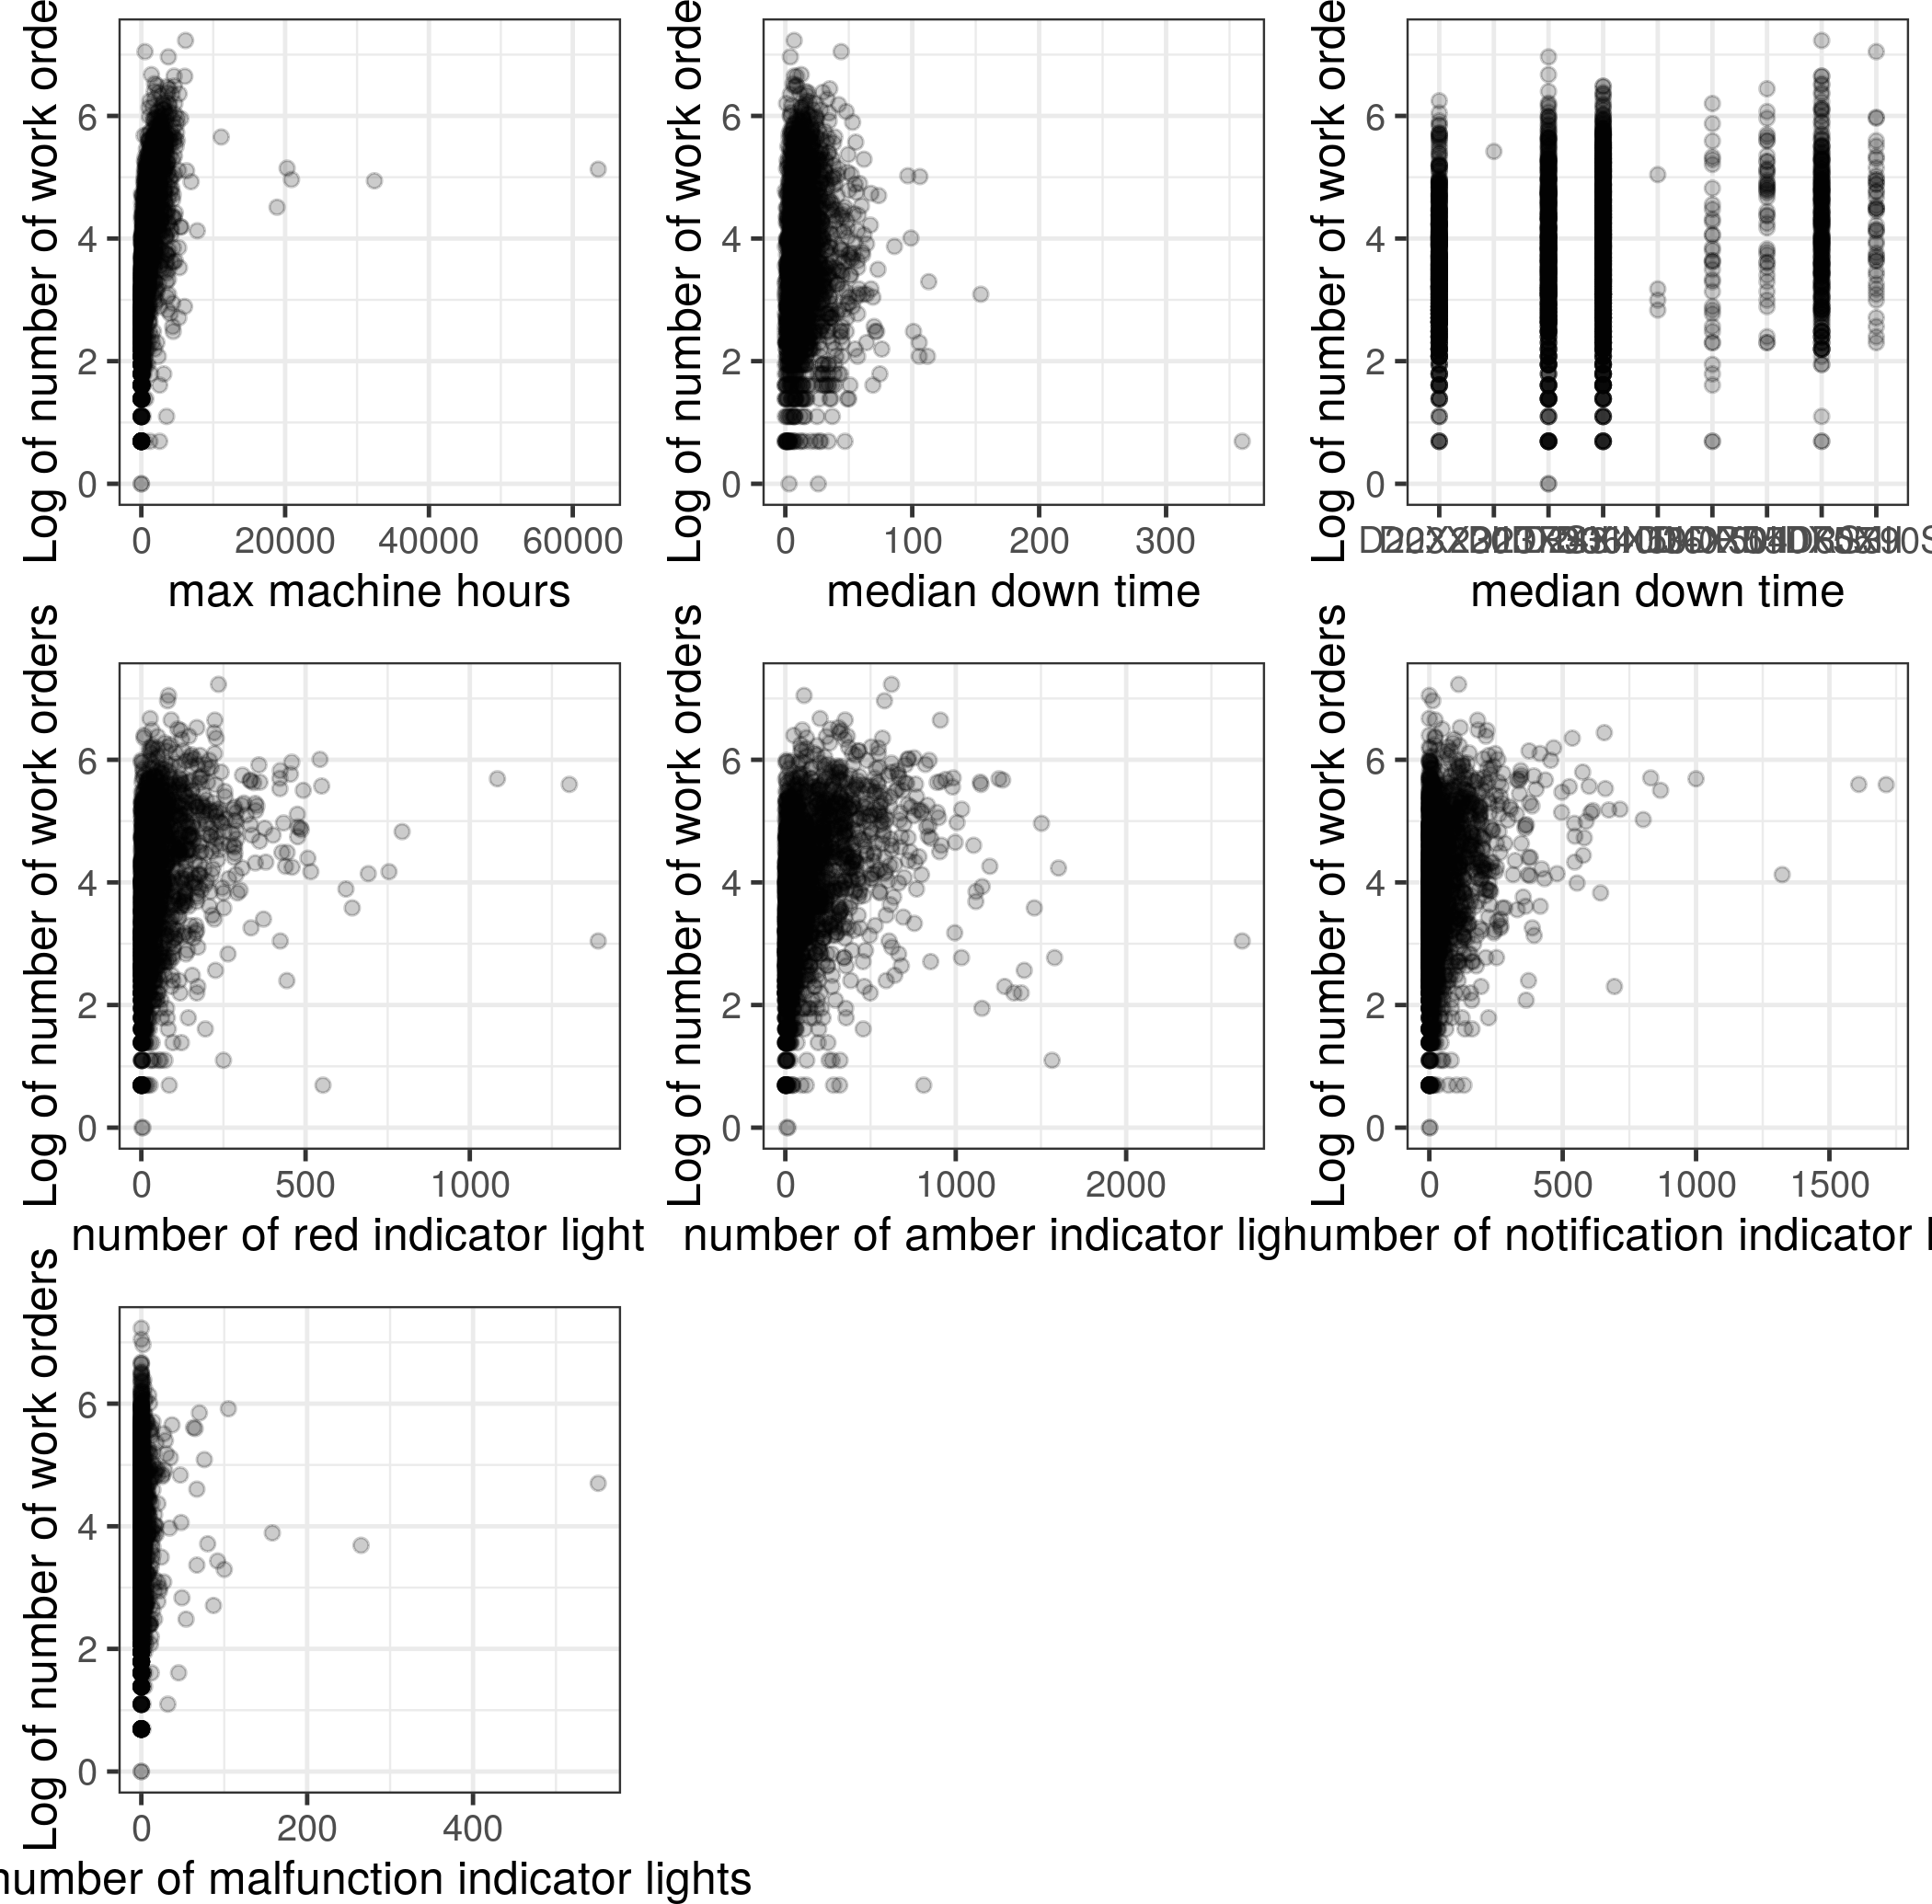 Log of number of work orde
6
4
2
0
0 20000 40000 60000
max machine hours
Log of number of work orde
6
4
2
0
0 100 200 300
median down time
Log of number of work orde
6
4
2
0
median down time
Log of number of work orders
6
4
2
0
0 500 1000
number of red indicator light
Log of number of work orders
6
4
2
0
0 1000 2000
number of amber indicator lig
Log of number of work orders
6
4
2
0
0 500 1000 1500
number of notification indicator l
Log of number of work orders
6
4
2
0
0 200 400
number of malfunction indicator lights